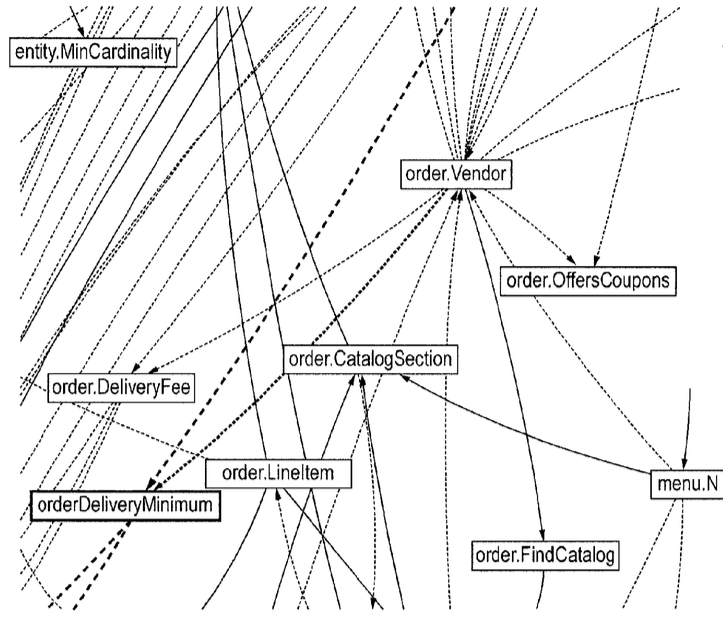 entity.MinCardinality
order.Vendor
order.OffersCoupons
order.CatalogSection
order.DeliveryFee
order.LineItem
menu.N
orderDeliveryMinimum
order.FindCatalog